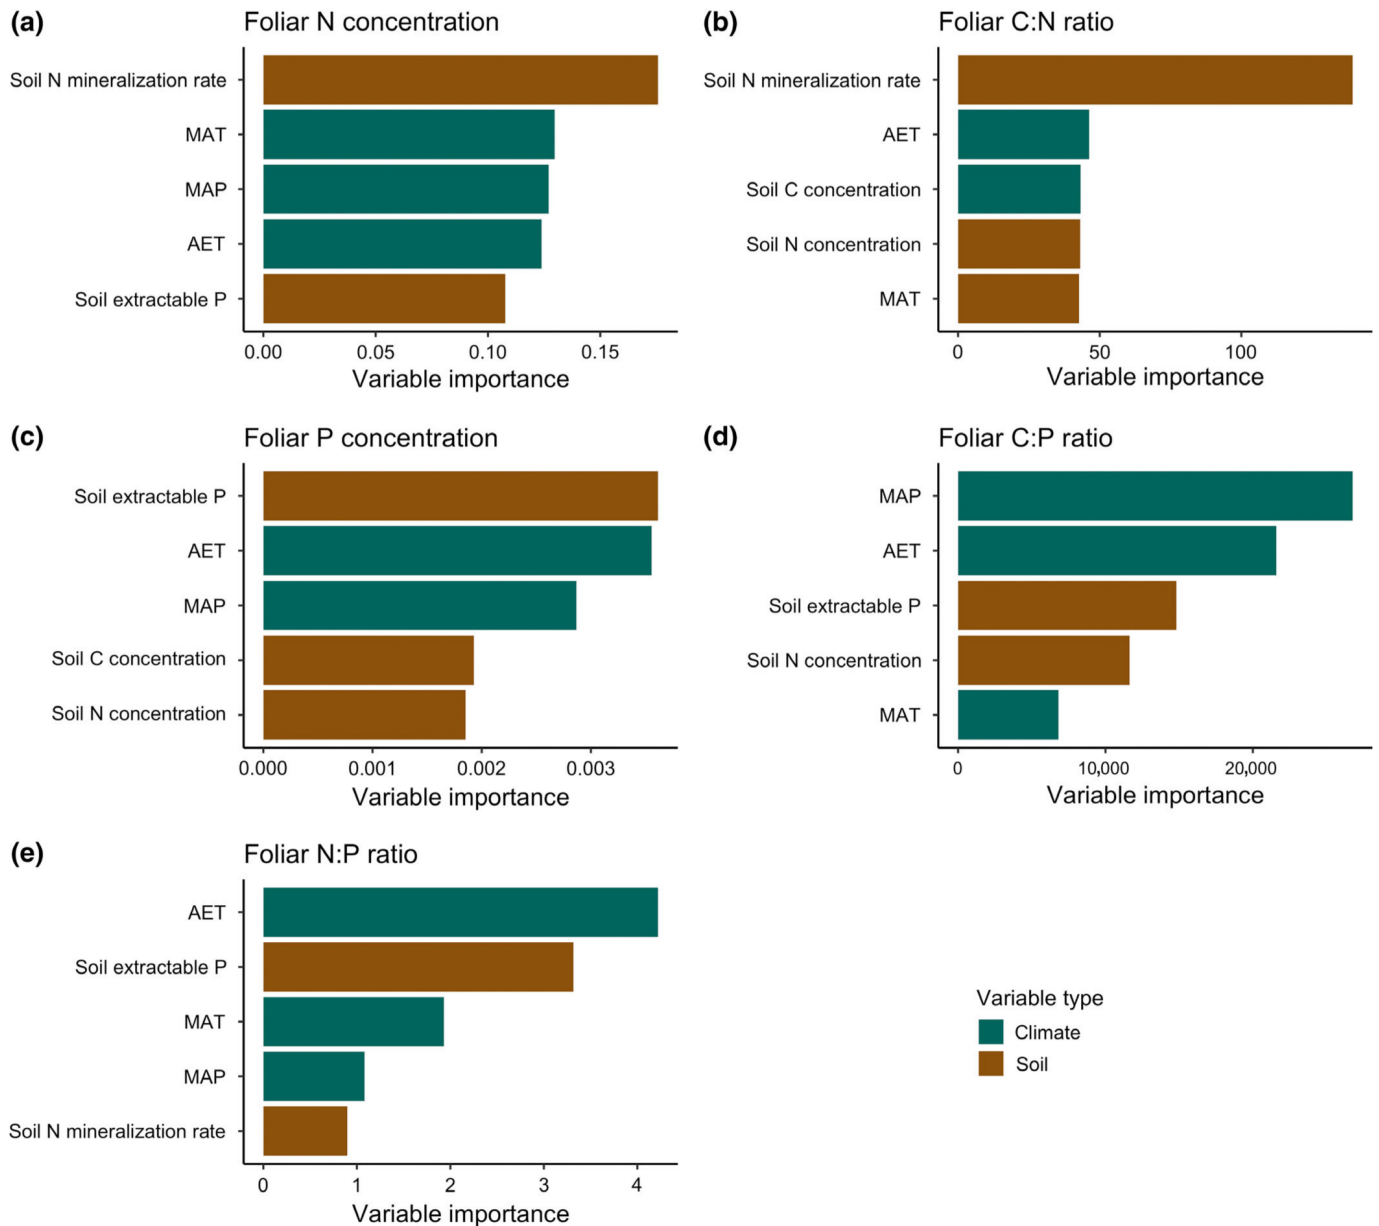 (a)
Foliar N concentration
Soil N mineralization rate
MAT
MAP
AET
Soil extractable P
0.00 0.05 0.10 0.15
Variable importance
(b)
Foliar C:N ratio
Soil N mineralization rate
AET
Soil C concentration
Soil N concentration
MAT
0 50 100
Variable importance
(c)
Foliar P concentration
Soil extractable P
AET
MAP
Soil C concentration
Soil N concentration
0.000 0.001 0.002 0.003
Variable importance
(d)
Foliar C:P ratio
MAP
AET
Soil extractable P
Soil N concentration
MAT
0 10,000 20,000
Variable importance
(e)
Foliar N:P ratio
AET
Soil extractable P
MAT
MAP
Soil N mineralization rate
0 1 2 3 4
Variable importance
Variable type
Climate
Soil